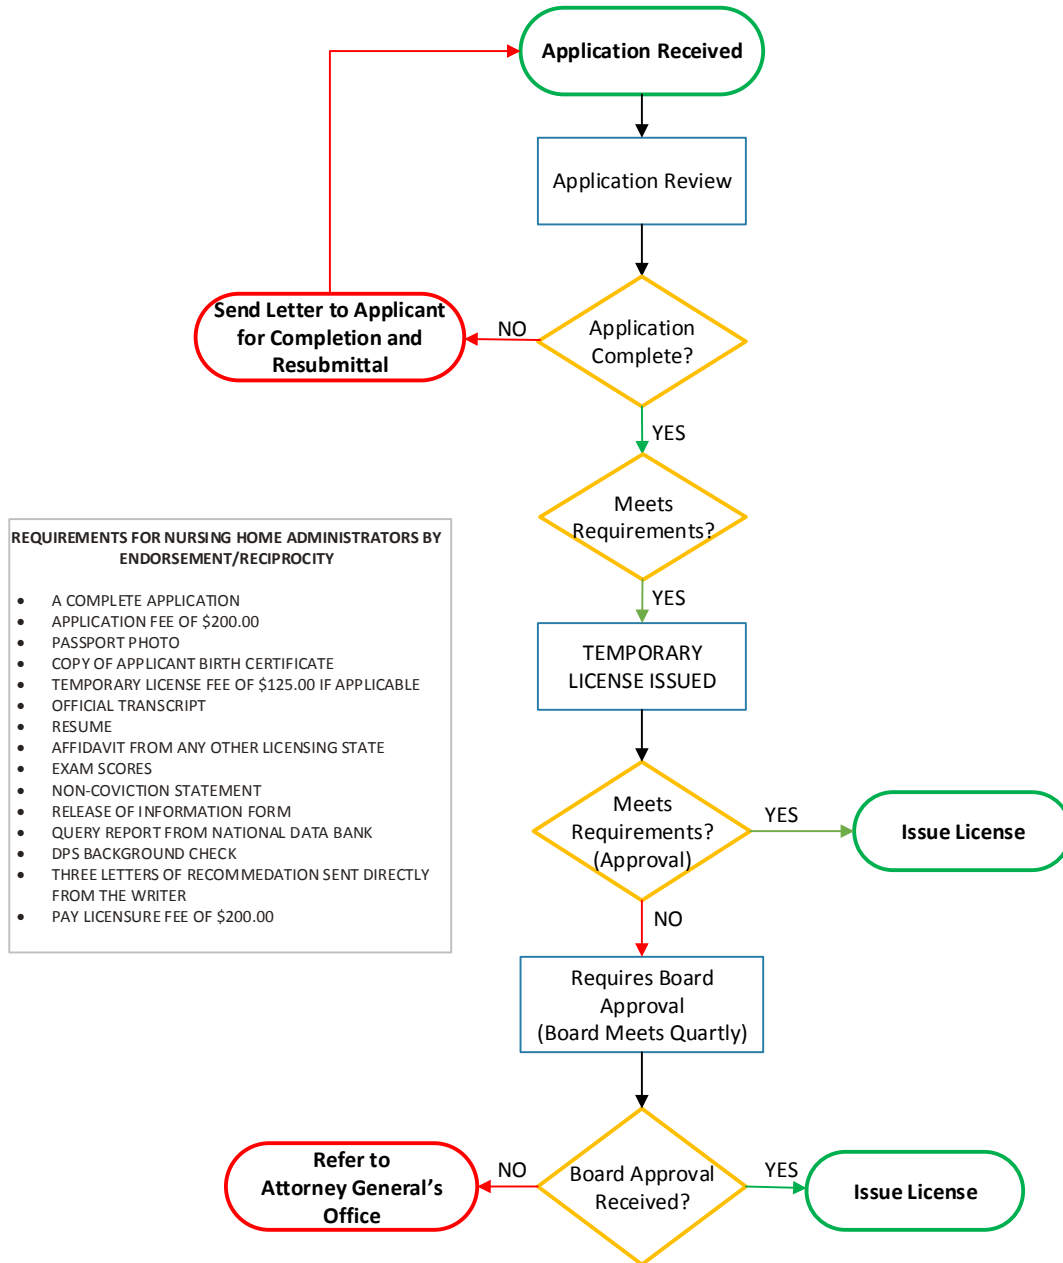 Application Received
Application Review
Application
Complete?
NO
Send Letter to Applicant
for Completion and
Resubmittal
YES
Meets
Requirements?
YES
TEMPORARY
LICENSE ISSUED
Meets
Requirements?
(Approval)
YES
Issue License
NO
Requires Board
Approval
(Board Meets Quartly)
Board Approval
Received?
NO
Refer to
Attorney General's
Office
YES
Issue License
REQUIREMENTS FOR NURSING HOME ADMINISTRATORS BY
ENDORSEMENT/RECIPROCITY
• A COMPLETE APPLICATION
• APPLICATION FEE OF $200.00
• PASSPORT PHOTO
• COPY OF APPLICANT BIRTH CERTIFICATE
• TEMPORARY LICENSE FEE OF $125.00 IF APPLICABLE
• OFFICIAL TRANSCRIPT
• RESUME
• AFFIDAVIT FROM ANY OTHER LICENSING STATE
• EXAM SCORES
• NON-COVICTION STATEMENT
• RELEASE OF INFORMATION FORM
• QUERY REPORT FROM NATIONAL DATA BANK
• DPS BACKGROUND CHECK
• THREE LETTERS OF RECOMMEDATION SENT DIRECTLY
FROM THE WRITER
• PAY LICENSURE FEE OF $200.00